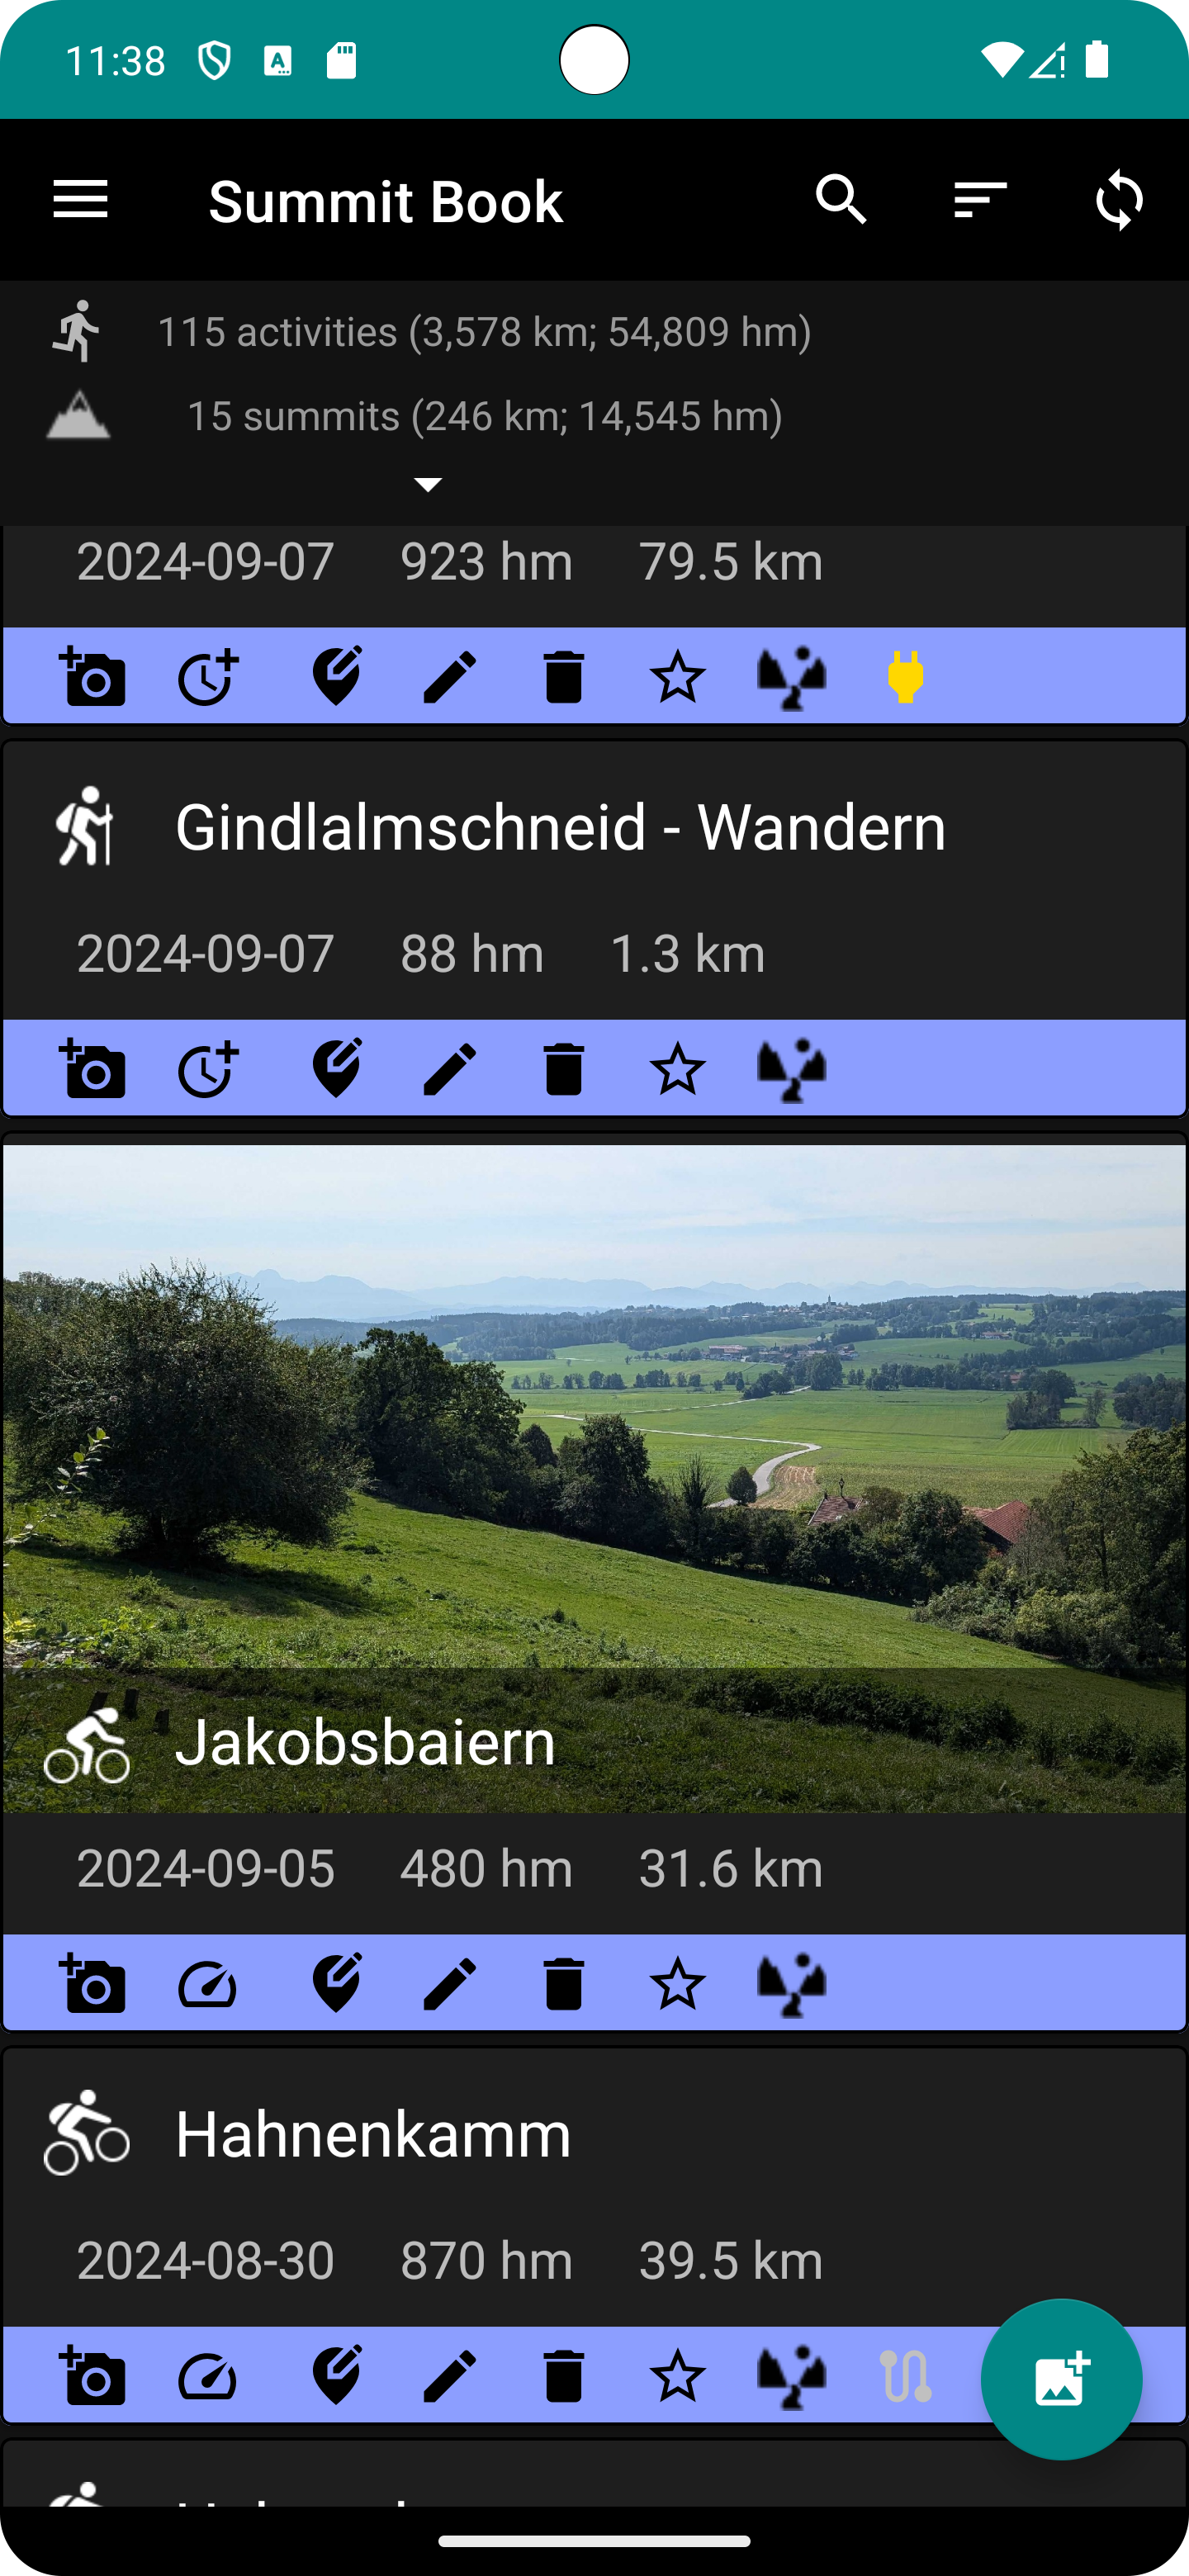 11:38
Summit Book
115 activities (3,578 km; 54,809 hm)
15 summits (246 km; 14,545 hm)
2024-09-07 923 hm 79.5 km
Gindlalmschneid - Wandern
2024-09-07 88 hm 1.3 km
Jakobsbaiern
2024-09-05 480 hm 31.6 km
Hahnenkamm
2024-08-30 870 hm 39.5 km